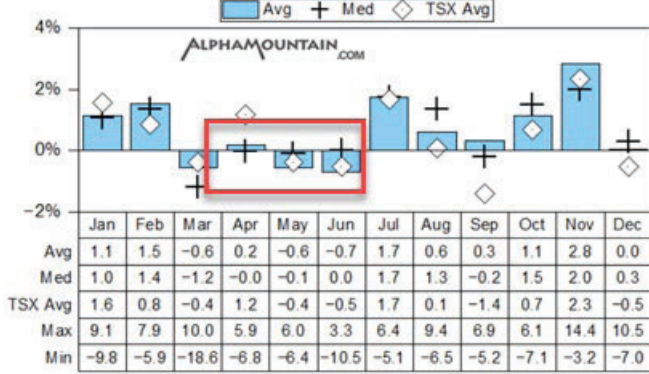 Avg Med TSX Avg
4%
ALPHAMOUNTAIN.COM
2%
0%
−2%
Jan Feb Mar Apr May Jun Jul Aug Sep Oct Nov Dec
Avg 1.1 1.5 −0.6 0.2 −0.6 −0.7 1.7 0.6 0.3 1.1 2.8 0.0
Med 1.0 1.4 −1.2 −0.0 −0.1 0.0 1.7 1.3 −0.2 1.5 2.0 0.3
TSX Avg 1.6 0.8 −0.4 1.2 −0.4 −0.5 1.7 0.1 −1.4 0.7 2.3 −0.5
Max 9.1 7.9 10.0 5.9 6.0 3.3 6.4 9.4 6.9 6.1 14.4 10.5
Min −9.8 −5.9 −18.6 −6.8 −6.4 −10.5 −5.1 −6.5 −5.2 −7.1 −3.2 −7.0